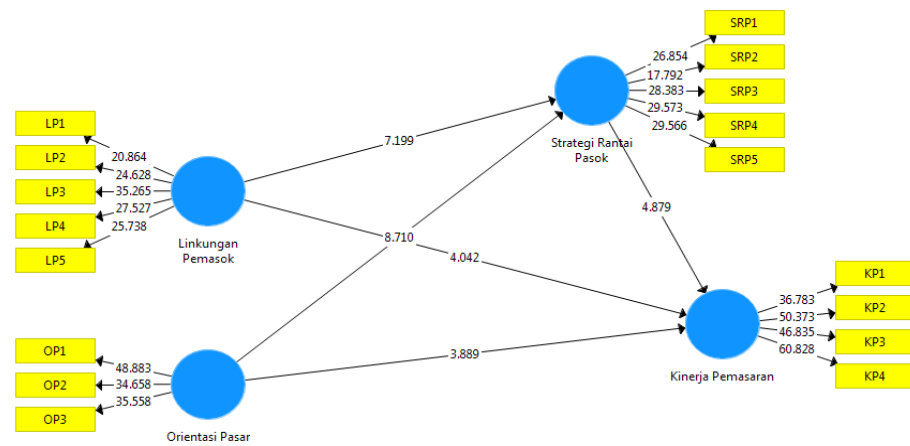 SRP1
26.854
SRP2
17.792
28.383
SRP3
29.573
SRP4
29.566
SRP5
Strategi Rantai
Pasok
LP1
20.864
LP2
24.628
LP3
35.265
LP4
27.527
LP5
25.738
Linkungan
Pemasok
7.199
8.710
4.042
4.879
3.889
KP1
36.783
KP2
50.373
KP3
46.835
KP4
60.828
Kinerja Pemasaran
OP1
48.883
OP2
34.658
OP3
35.558
Orientasi Pasar